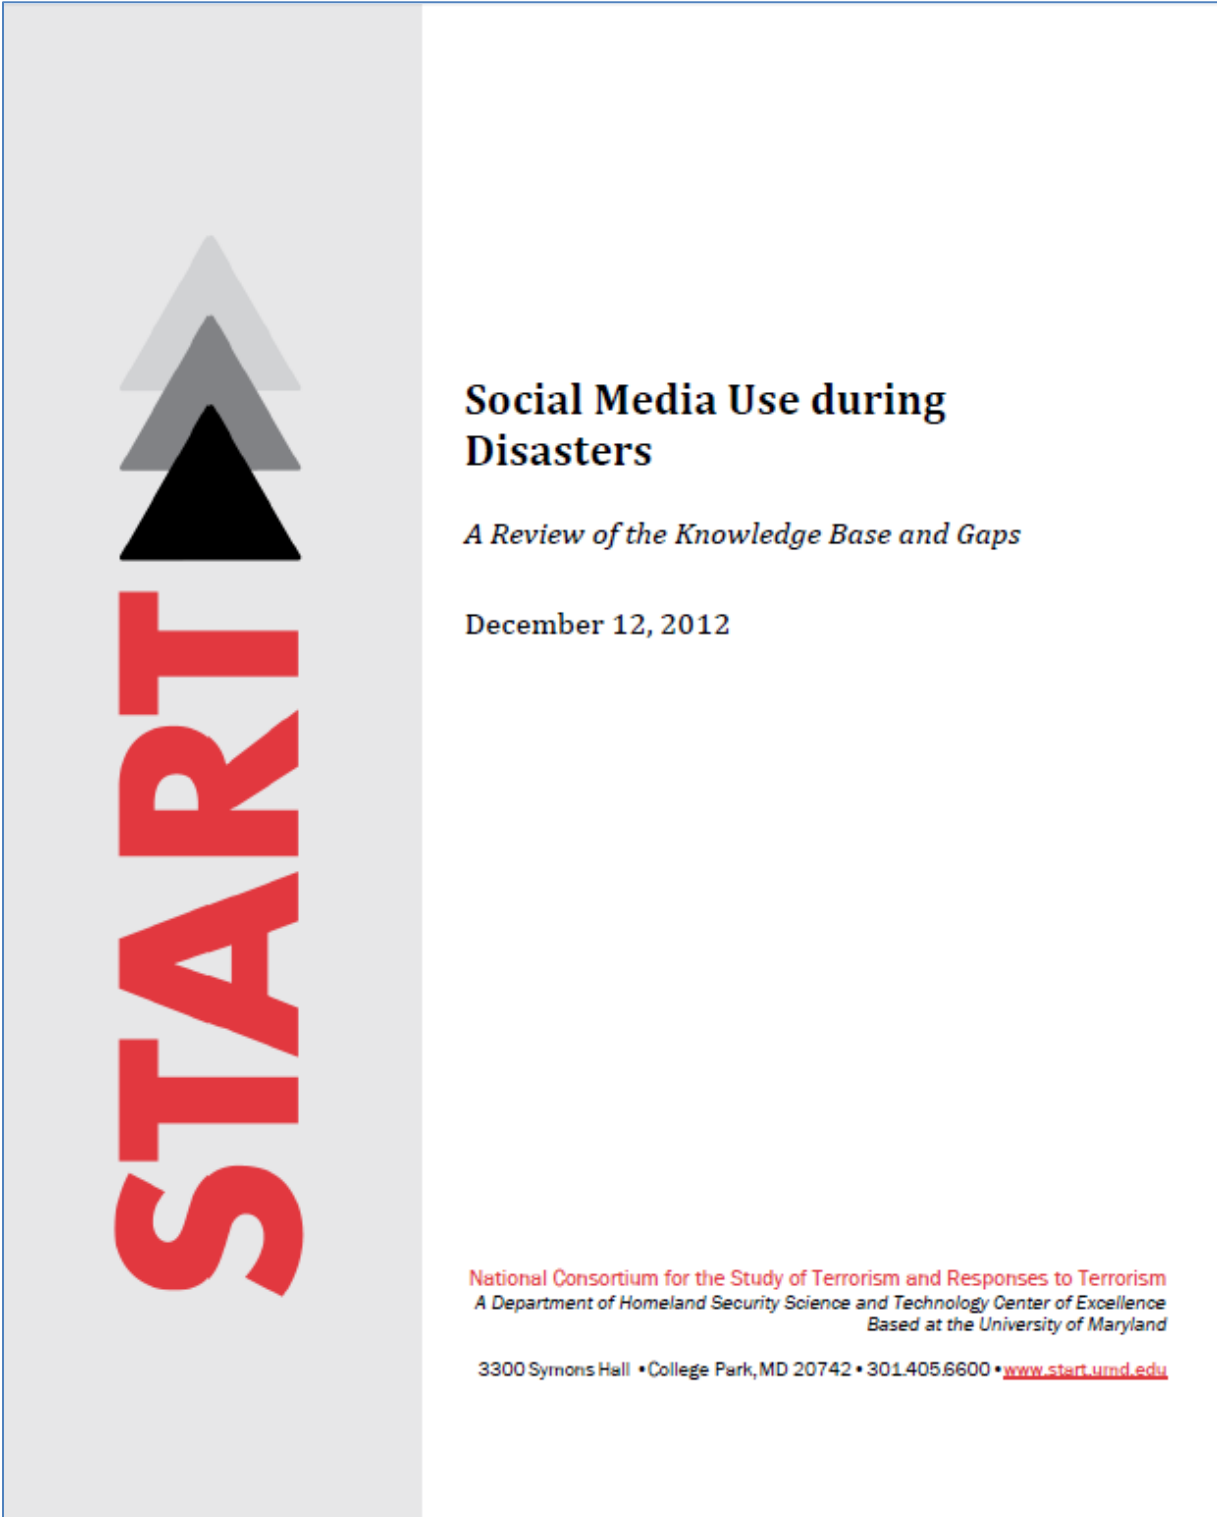 START
Social Media Use during
Disasters
A Review of the Knowledge Base and Gaps
December 12, 2012
National Consortium for the Study of Terrorism and Responses to Terrorism
A Department of Homeland Security Science and Technology Center of Excellence
Based at the University of Maryland
3300 Symons Hall • College Park, MD 20742 • 301.405.6600 • www.start.umd.edu